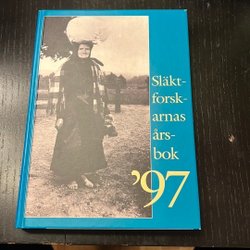 Släkt-
forsk-
arnas
års-
bok
'97